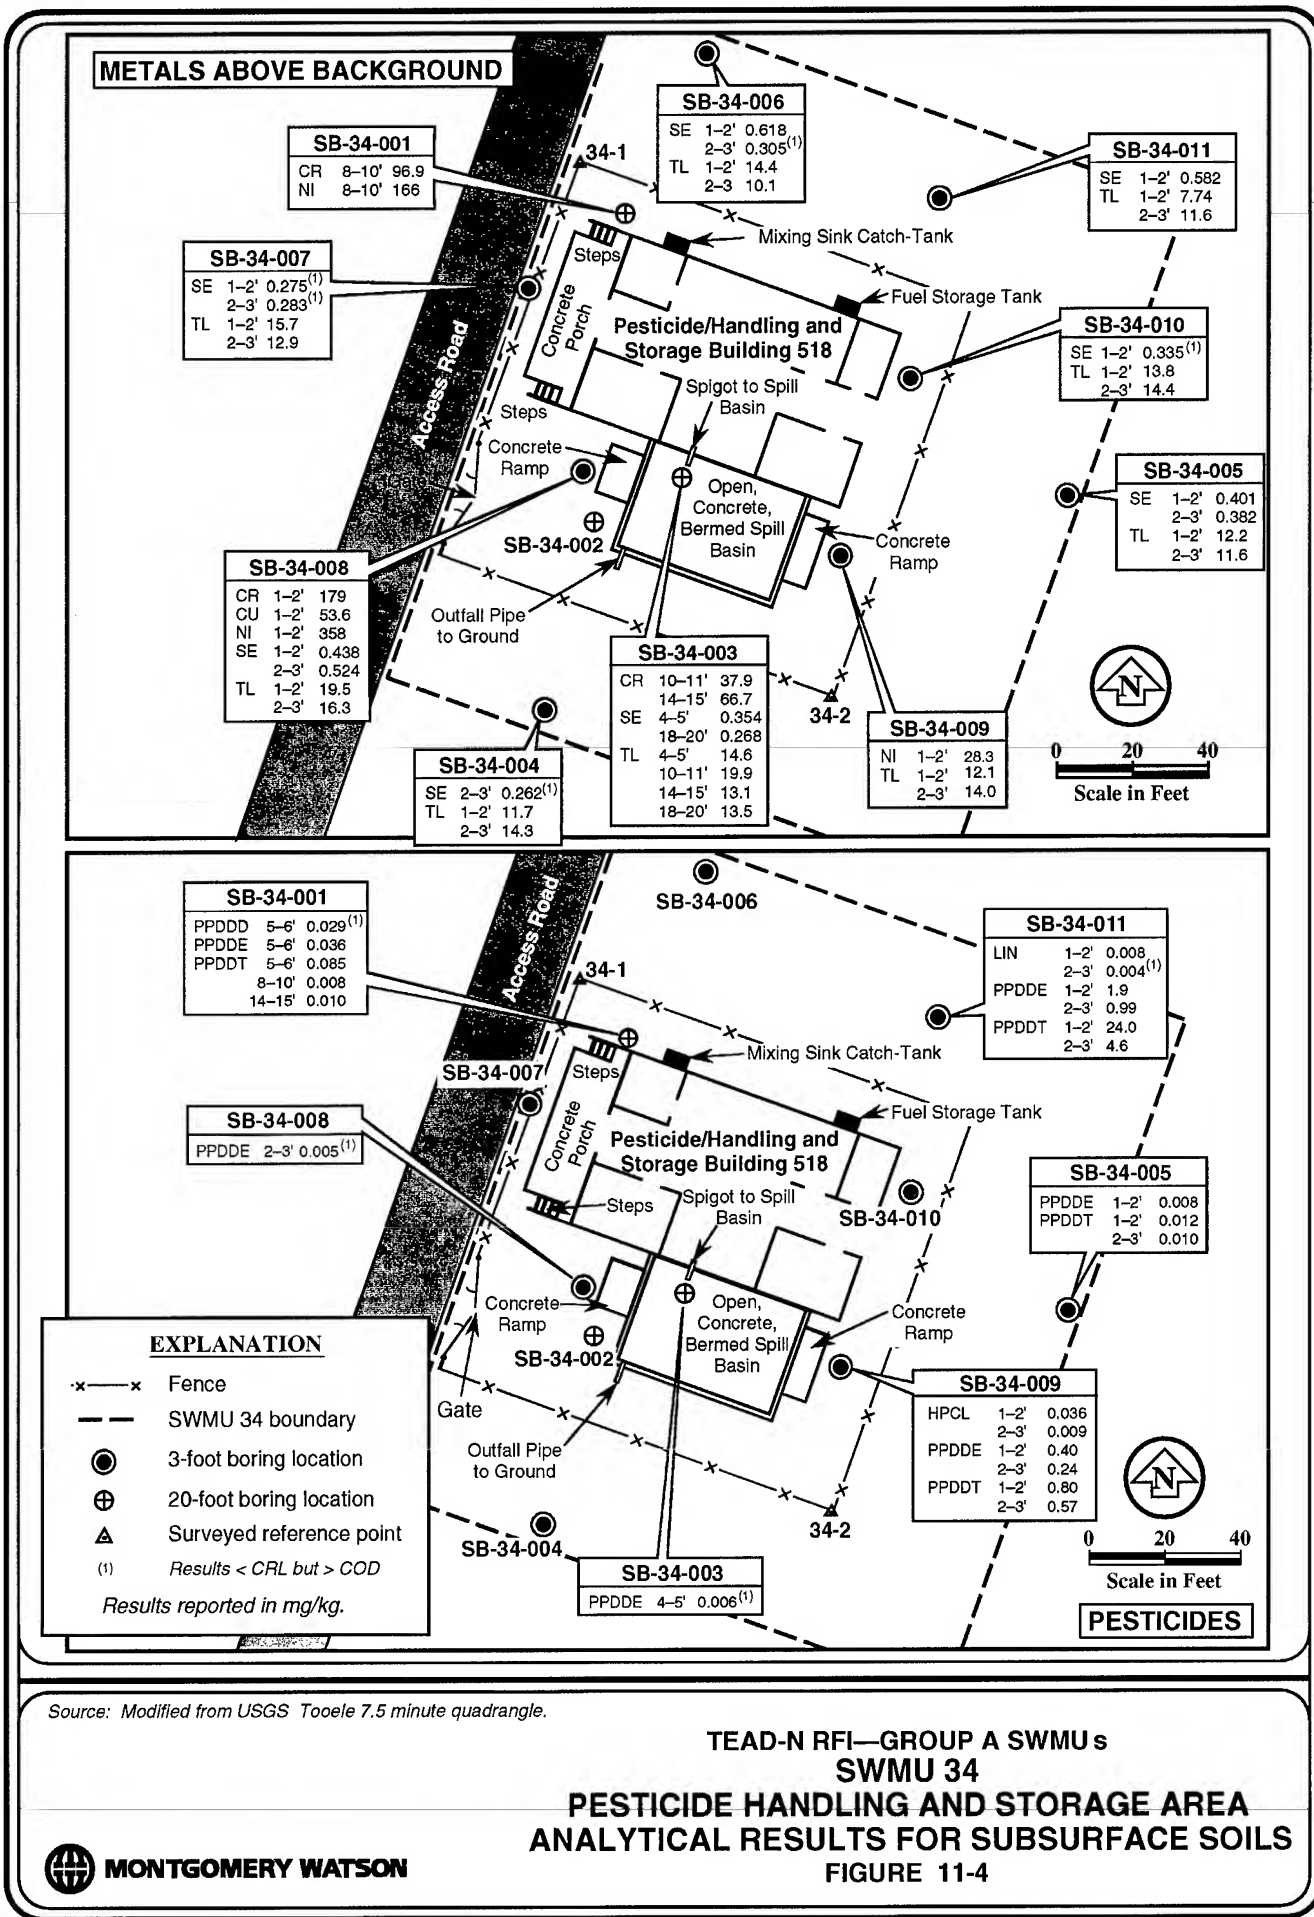 METALS ABOVE BACKGROUND
SB-34-006
SE 1–2' 0.618
2–3' 0.305(1)
TL 1–2' 14.4
2–3 10.1
SB-34-001
CR 8–10' 96.9
NI 8–10' 166
34-1
SB-34-011
SE 1–2' 0.582
TL 1–2' 7.74
2–3' 11.6
Mixing Sink Catch-Tank
Steps
SB-34-007
SE 1–2' 0.275(1)
2–3' 0.283(1)
TL 1–2' 15.7
2–3' 12.9
Fuel Storage Tank
Concrete
Porch
Pesticide/Handling and
Storage Building 518
SB-34-010
SE 1–2' 0.335(1)
TL 1–2' 13.8
2–3' 14.4
Access Road
Spigot to Spill
Basin
Steps
Concrete
Ramp
SB-34-005
SE 1–2' 0.401
2–3' 0.382
TL 1–2' 12.2
2–3' 11.6
Open,
Concrete,
Bermed Spill
Basin
SB-34-002
Concrete
Ramp
SB-34-008
CR 1–2' 179
CU 1–2' 53.6
NI 1–2' 358
SE 1–2' 0.438
2–3' 0.524
TL 1–2' 19.5
2–3' 16.3
Outfall Pipe
to Ground
SB-34-003
CR 10–11' 37.9
14–15' 66.7
SE 4–5' 0.354
18–20' 0.268
TL 4–5' 14.6
10–11' 19.9
14–15' 13.1
18–20' 13.5
34-2
N
SB-34-009
NI 1–2' 28.3
TL 1–2' 12.1
2–3' 14.0
0 20 40
Scale in Feet
SB-34-004
SE 2–3' 0.262(1)
TL 1–2' 11.7
2–3' 14.3
SB-34-001
PPDDD 5–6' 0.029(1)
PPDDE 5–6' 0.036
PPDDT 5–6' 0.085
8–10' 0.008
14–15' 0.010
SB-34-006
Access Road
34-1
SB-34-011
LIN 1–2' 0.008
2–3' 0.004(1)
PPDDE 1–2' 1.9
2–3' 0.99
PPDDT 1–2' 24.0
2–3' 4.6
Mixing Sink Catch-Tank
SB-34-007
Steps
Fuel Storage Tank
SB-34-008
PPDDE 2–3' 0.005(1)
Concrete
Porch
Pesticide/Handling and
Storage Building 518
SB-34-005
PPDDE 1–2' 0.008
PPDDT 1–2' 0.012
2–3' 0.010
Steps
Spigot to Spill
Basin
SB-34-010
Concrete
Ramp
Open,
Concrete,
Bermed Spill
Basin
Concrete
Ramp
SB-34-002
SB-34-009
HPCL 1–2' 0.036
2–3' 0.009
PPDDE 1–2' 0.40
2–3' 0.24
PPDDT 1–2' 0.80
2–3' 0.57
Gate
Outfall Pipe
to Ground
34-2
N
SB-34-004
SB-34-003
PPDDE 4–5' 0.006(1)
0 20 40
Scale in Feet
PESTICIDES
EXPLANATION
Fence
SWMU 34 boundary
3-foot boring location
20-foot boring location
Surveyed reference point
(1) Results < CRL but > COD
Results reported in mg/kg.
Source: Modified from USGS Tooele 7.5 minute quadrangle.
TEAD-N RFI—GROUP A SWMUs
SWMU 34
PESTICIDE HANDLING AND STORAGE AREA
ANALYTICAL RESULTS FOR SUBSURFACE SOILS
FIGURE 11-4
MONTGOMERY WATSON